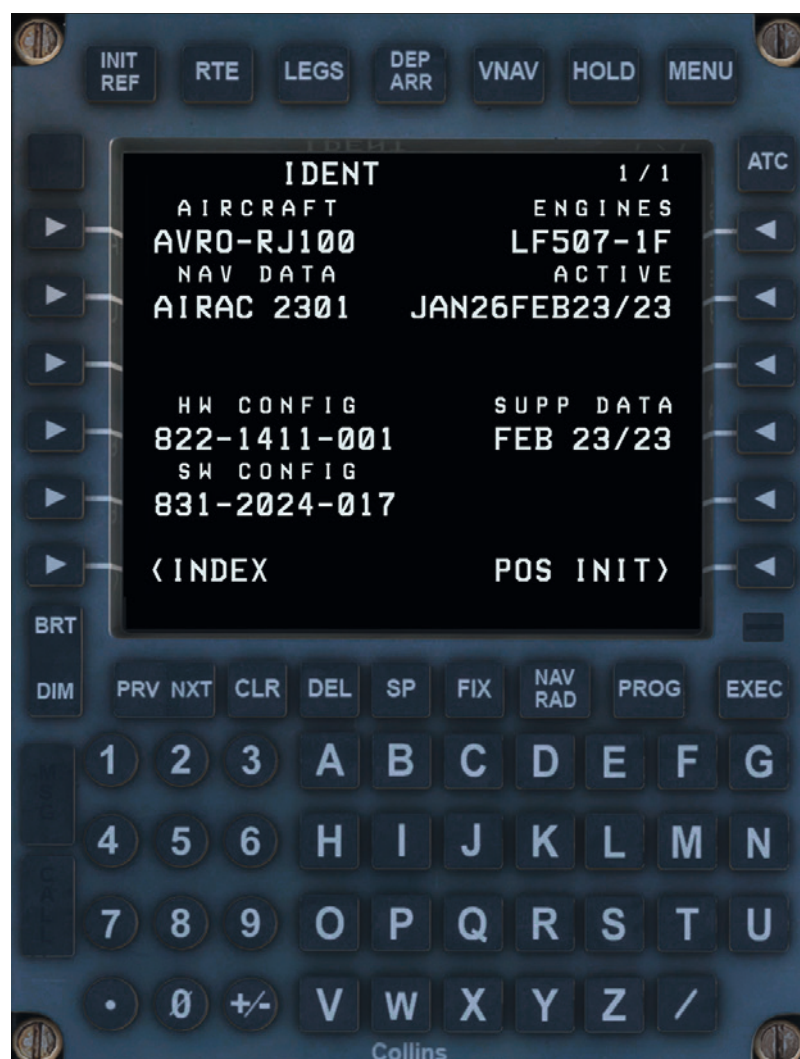 INIT REF RTE LEGS DEP ARR VNAV HOLD MENU
ATC
IDENT 1/1
AIRCRAFT ENGINES
AVRO-RJ100 LF507-1F
NAV DATA ACTIVE
AIRAC 2301 JAN26FEB23/23
HW CONFIG SUPP DATA
822-1411-001 FEB 23/23
SW CONFIG
831-2024-017
<INDEX POS INIT>
BRT
DIM PRV NXT CLR DEL SP FIX NAV RAD PROG EXEC
1 2 3 A B C D E F G
4 5 6 H I J K L M N
7 8 9 O P Q R S T U
. 0 +/- V W X Y Z /
Collins